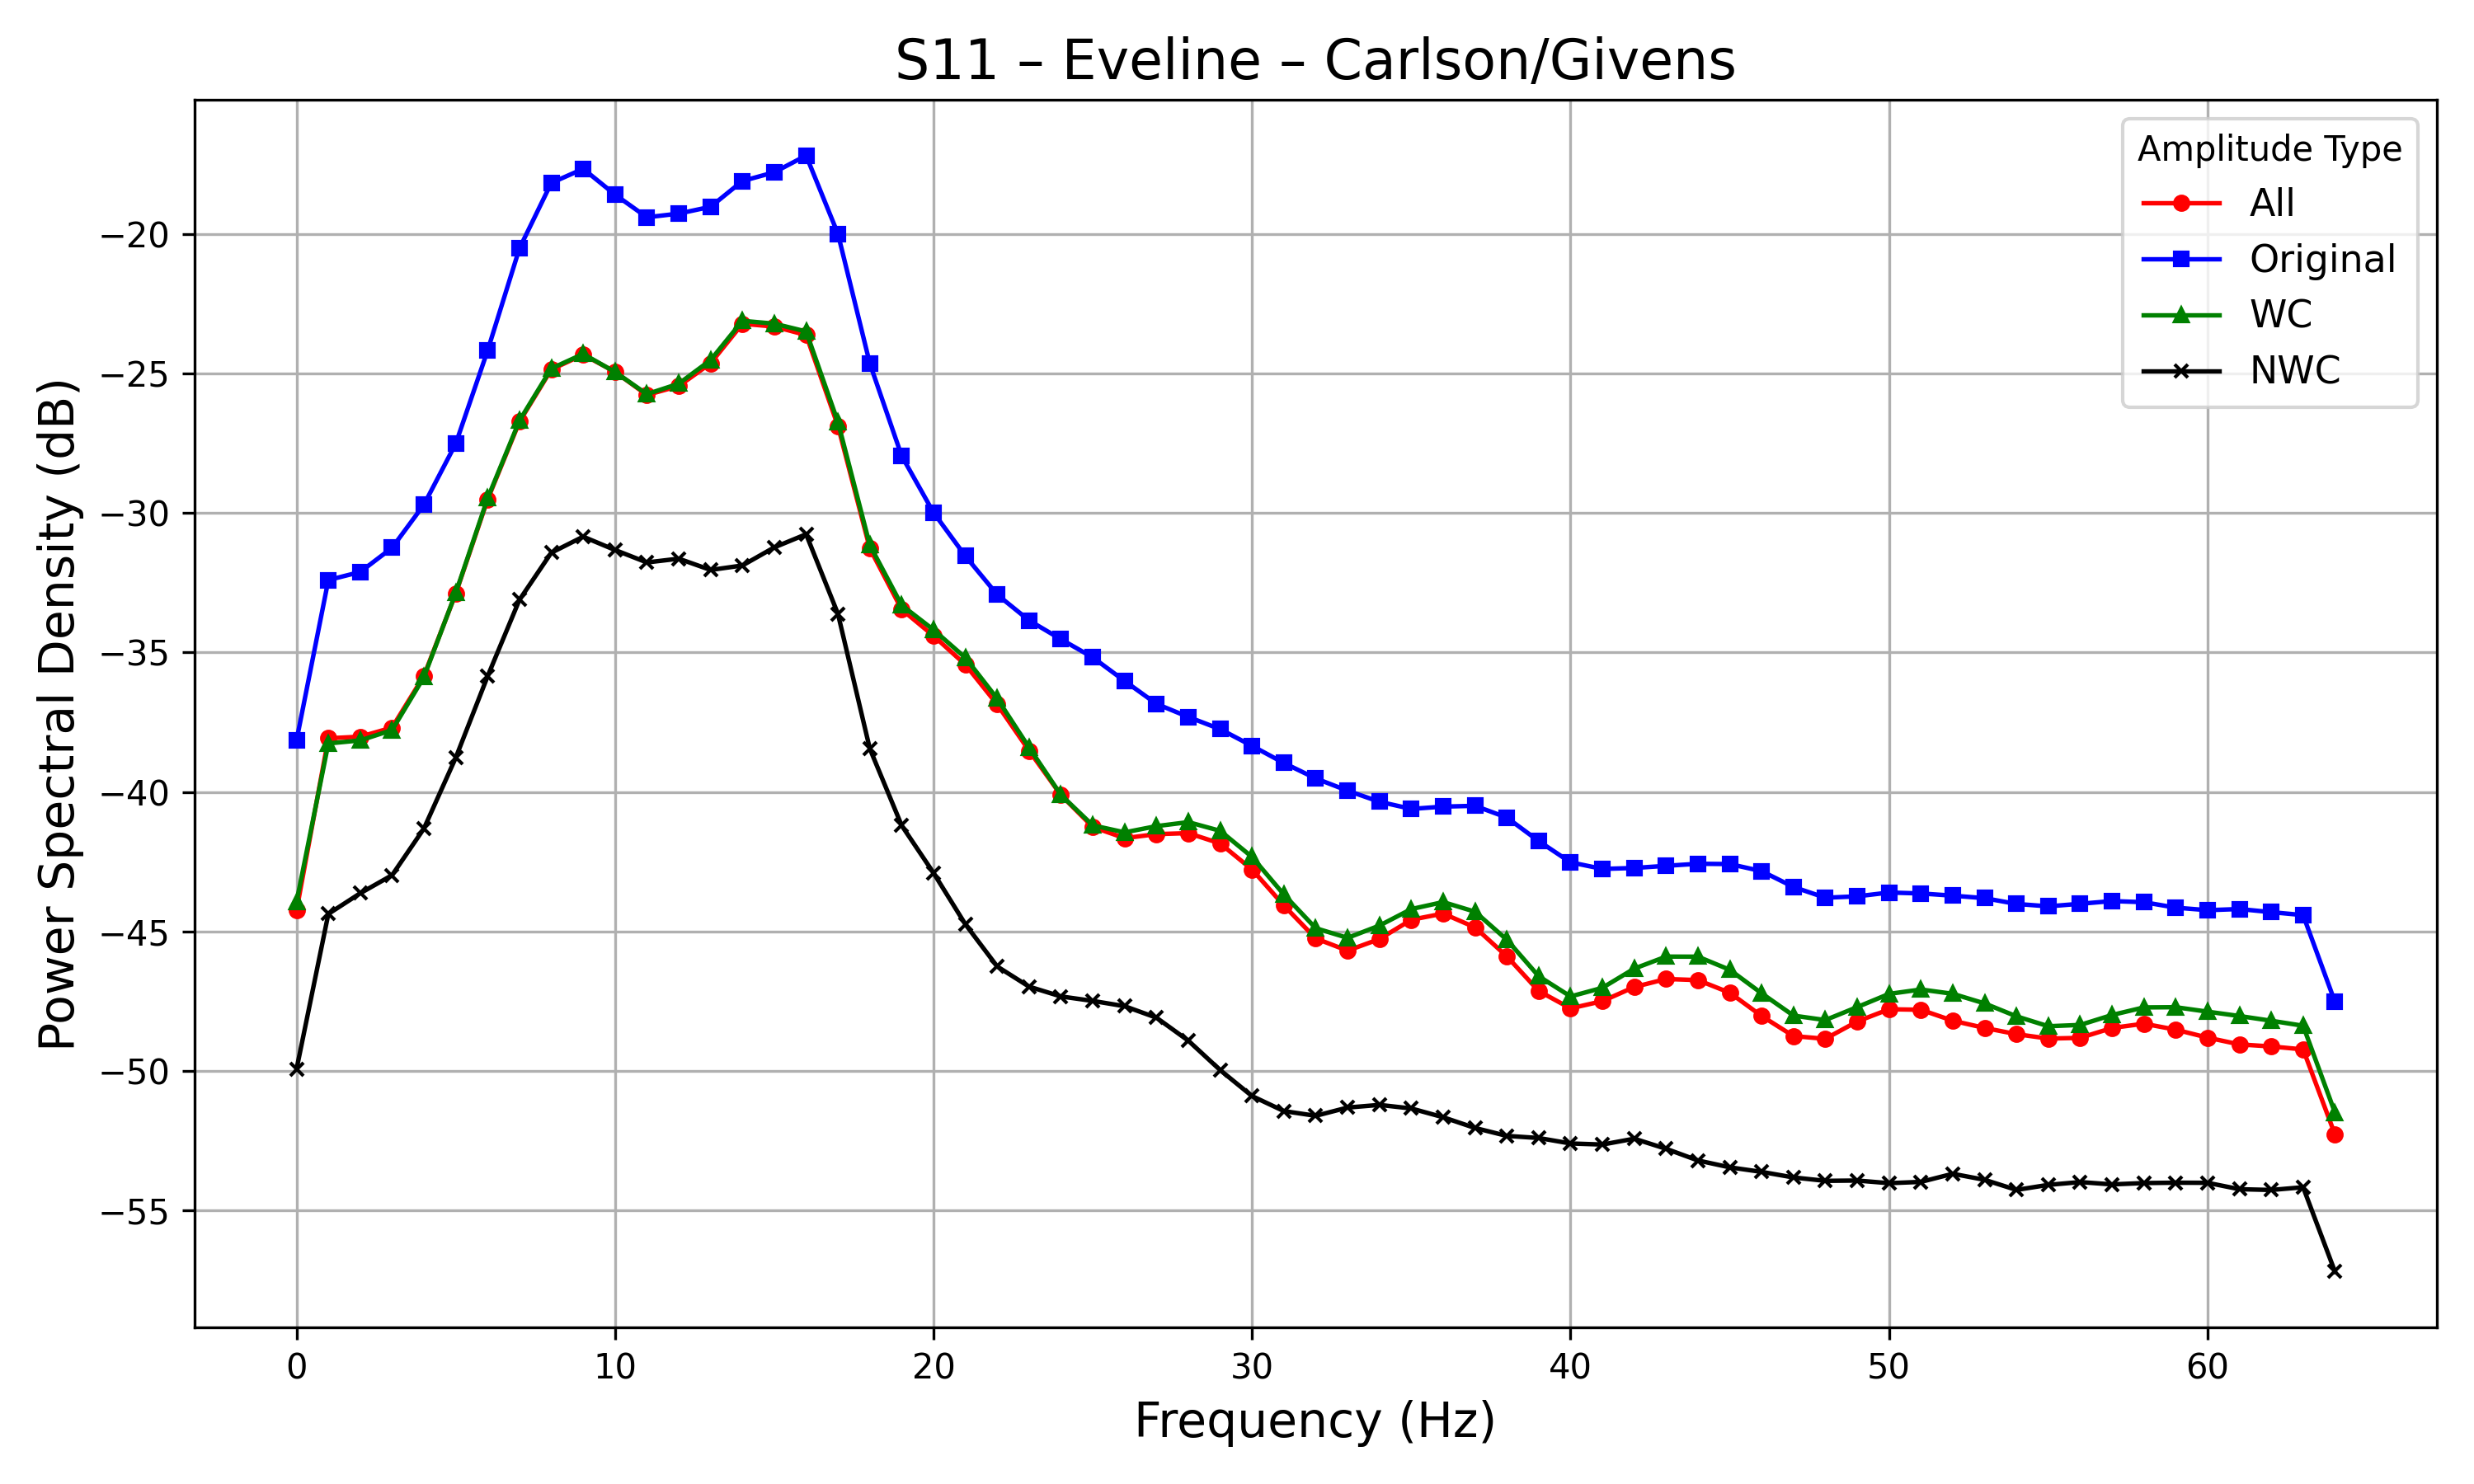 S11 – Eveline – Carlson/Givens
Amplitude Type
All
Original
WC
NWC
Power Spectral Density (dB)
−20
−25
−30
−35
−40
−45
−50
−55
0 10 20 30 40 50 60
Frequency (Hz)